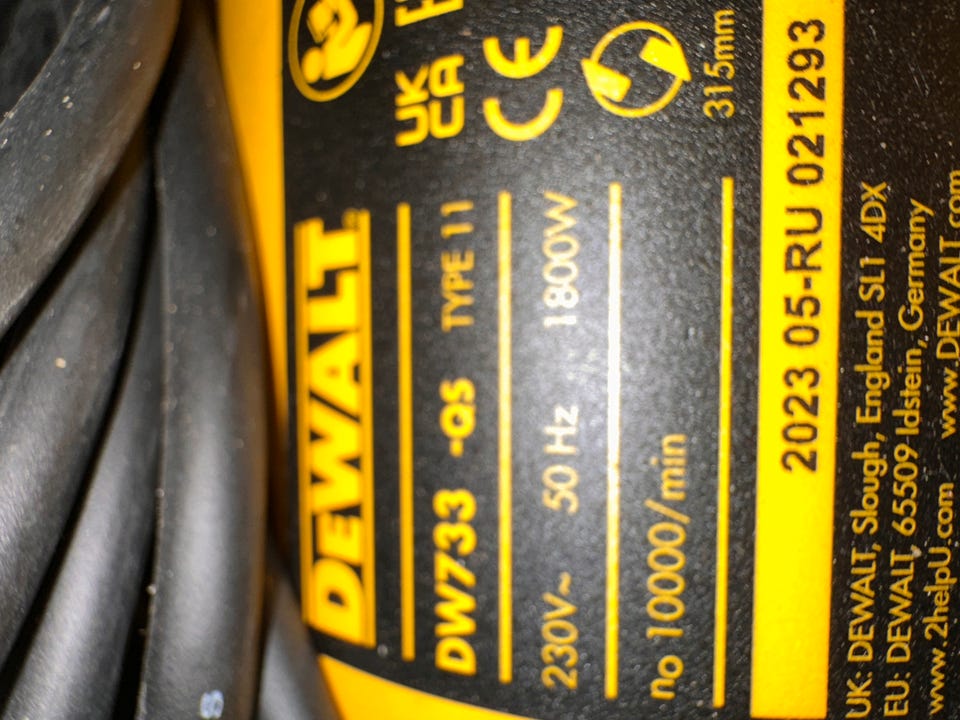 DEWALT
DW733 -QS TYPE 11
230V~ 50 Hz 1800W
no 10000/min
UK
CA
CE
315mm
2023 05-RU 021293
UK: DEWALT, Slough, England SL1 4DX
EU: DEWALT, 65509 Idstein, Germany
www.2helpU.com www.DEWALT.com